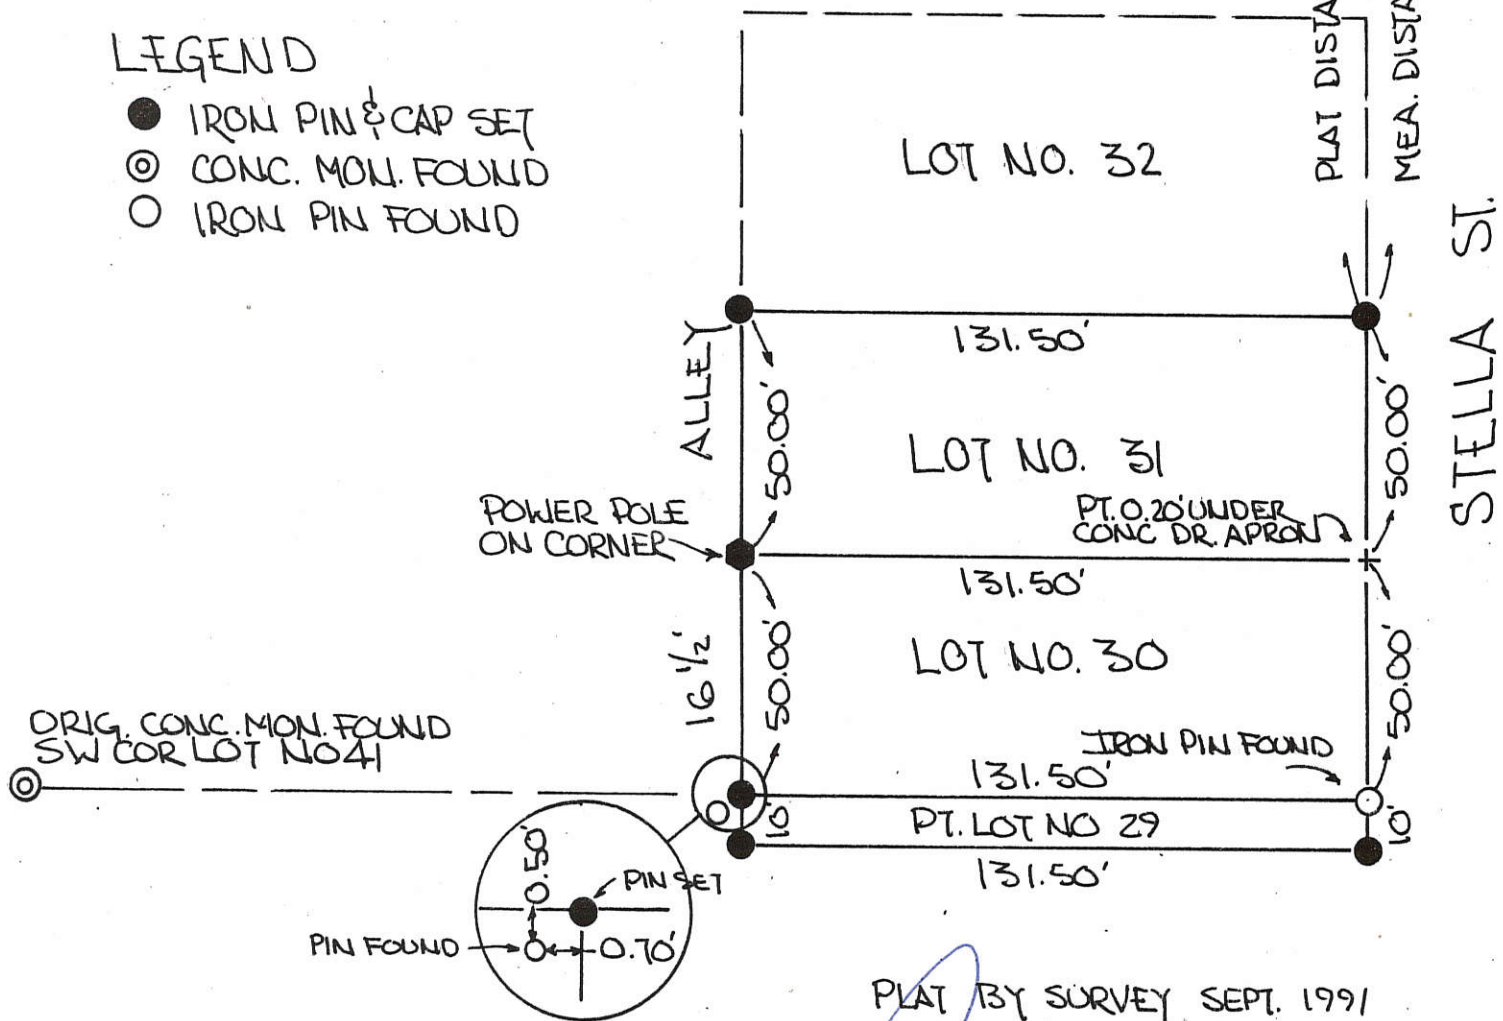 LEGEND
IRON PIN & CAP SET
CONC. MON. FOUND
IRON PIN FOUND
PLAT DISTA
MEA. DISTA
LOT NO. 32
STELLA ST.
131.50'
ALLEY
50.00'
LOT NO. 31
50.00'
POWER POLE
ON CORNER
PT. 0.20' UNDER
CONC DR. APRON
131.50'
16 1/2'
50.00'
LOT NO. 30
50.00'
ORIG. CONC. MON. FOUND
SW COR LOT NO 41
IRON PIN FOUND
131.50'
10'
PT. LOT NO 29
10'
131.50'
0.50'
PIN SET
PIN FOUND
0.70'
PLAT BY SURVEY SEPT. 1991